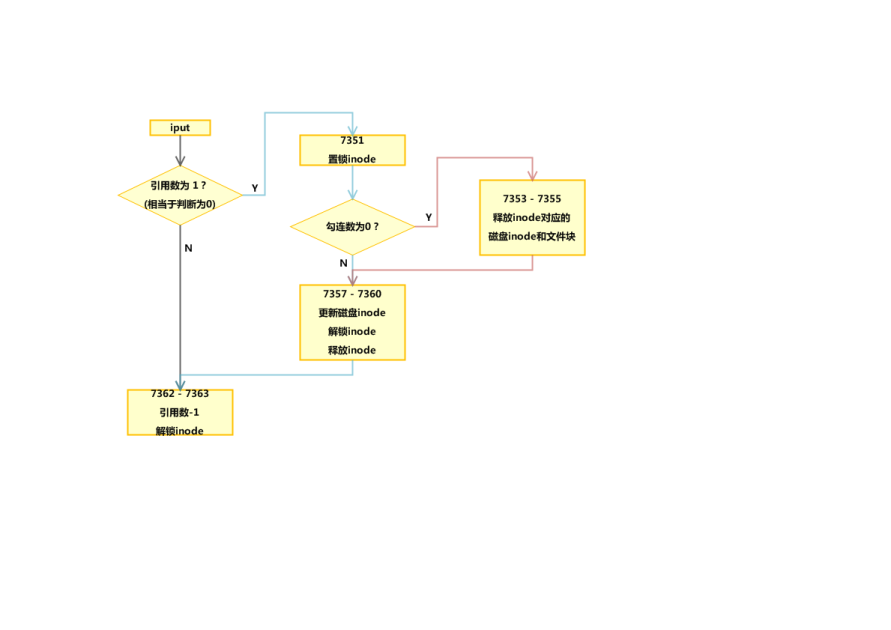 iput
引用数为 1？
(相当于判断为0)
Y
N
7351
置锁inode
勾连数为0？
Y
N
7353 - 7355
释放inode对应的
磁盘inode和文件块
7357 - 7360
更新磁盘inode
解锁inode
释放inode
7362 - 7363
引用数-1
解锁inode